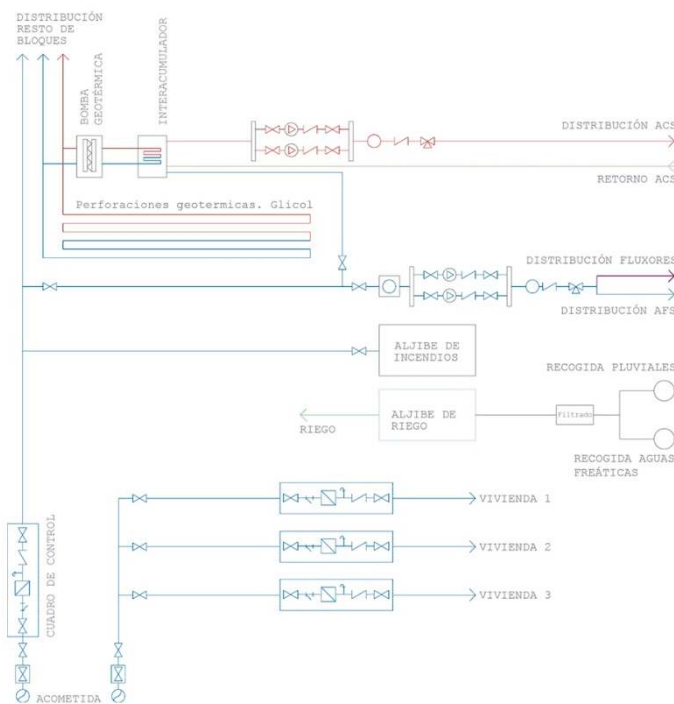 DISTRIBUCIÓN
RESTO DE
BLOQUES
BOMBA
GEOTÉRMICA
INTERACUMULADOR
DISTRIBUCIÓN ACS
RETORNO ACS
Perforaciones geotermicas. Glicol
DISTRIBUCIÓN FLUXORES
DISTRIBUCIÓN AFS
ALJIBE DE
INCENDIOS
RECOGIDA PLUVIALES
ALJIBE DE
RIEGO
Filtrado
RIEGO
RECOGIDA AGUAS
FREÁTICAS
VIVIENDA 1
VIVIENDA 2
VIVIENDA 3
CUADRO DE CONTROL
ACOMETIDA